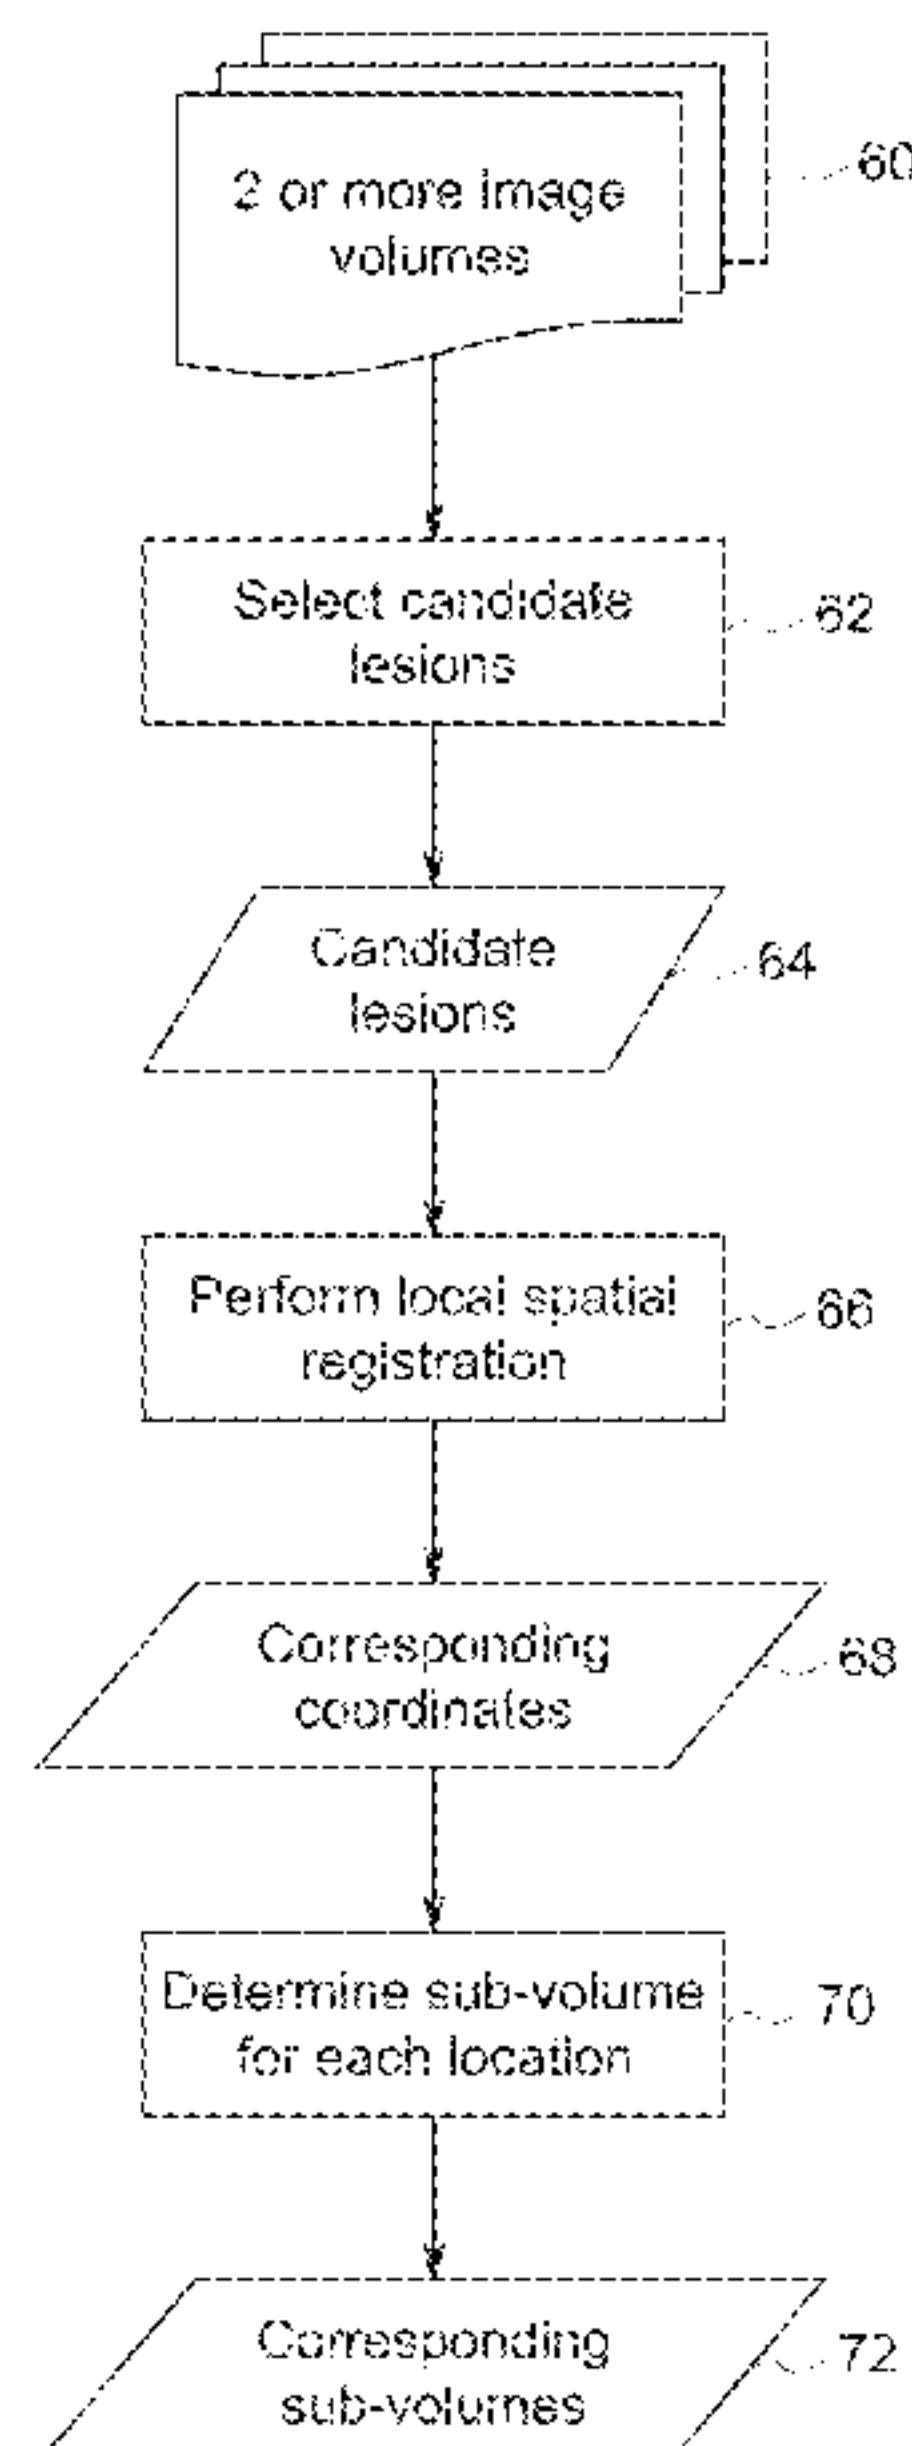 2 or more image
volumes
60
Select candidate
lesions
62
Candidate
lesions
64
Perform local spatial
registration
66
Corresponding
coordinates
68
Determine sub-volume
for each location
70
Corresponding
sub-volumes
72